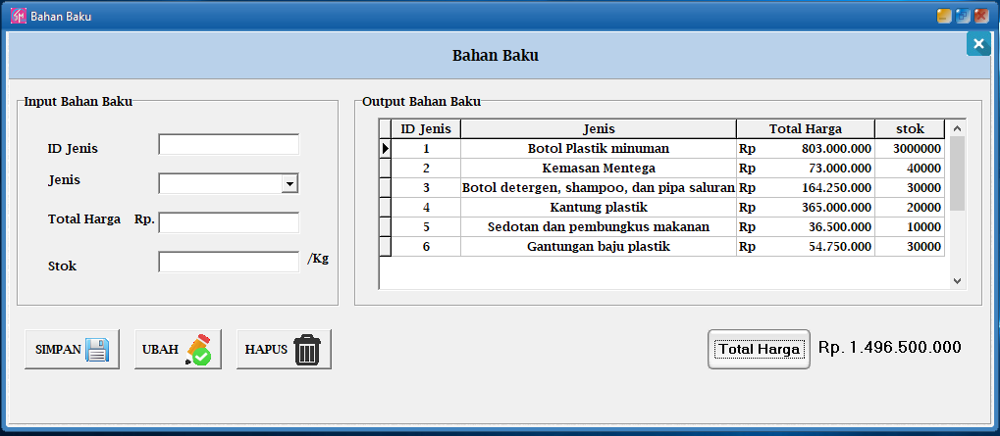 SM Bahan Baku
Bahan Baku
Input Bahan Baku
ID Jenis
Jenis
Total Harga Rp.
Stok /Kg
Output Bahan Baku
ID Jenis Jenis Total Harga stok
1 Botol Plastik minuman Rp 803.000.000 3000000
2 Kemasan Mentega Rp 73.000.000 40000
3 Botol detergen, shampoo, dan pipa saluran Rp 164.250.000 30000
4 Kantung plastik Rp 365.000.000 20000
5 Sedotan dan pembungkus makanan Rp 36.500.000 10000
6 Gantungan baju plastik Rp 54.750.000 30000
SIMPAN UBAH HAPUS
Total Harga Rp. 1.496.500.000